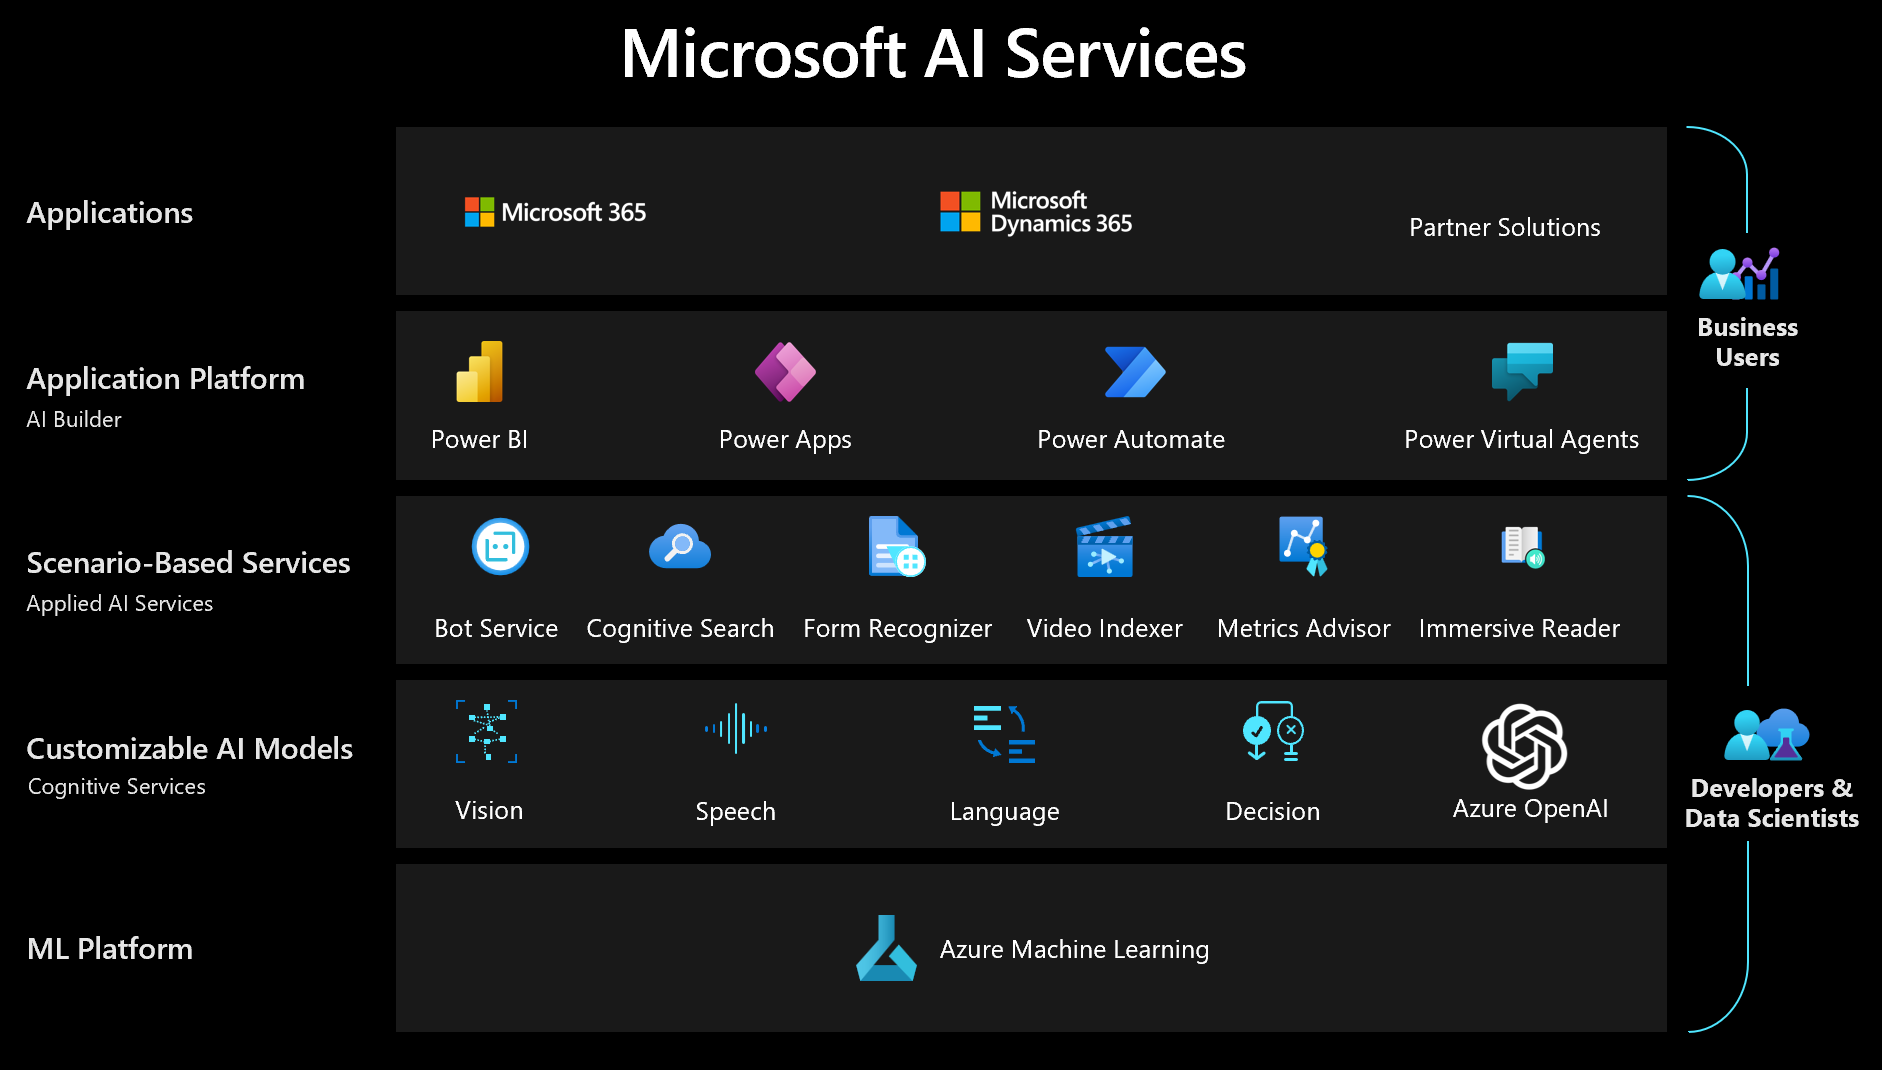 Microsoft AI Services
Applications
Microsoft 365
Microsoft
Dynamics 365
Partner Solutions
Business
Users
Application Platform
AI Builder
Power BI
Power Apps
Power Automate
Power Virtual Agents
Scenario-Based Services
Applied AI Services
Bot Service
Cognitive Search
Form Recognizer
Video Indexer
Metrics Advisor
Immersive Reader
Customizable AI Models
Cognitive Services
Vision
Speech
Language
Decision
Azure OpenAI
Developers &
Data Scientists
ML Platform
Azure Machine Learning